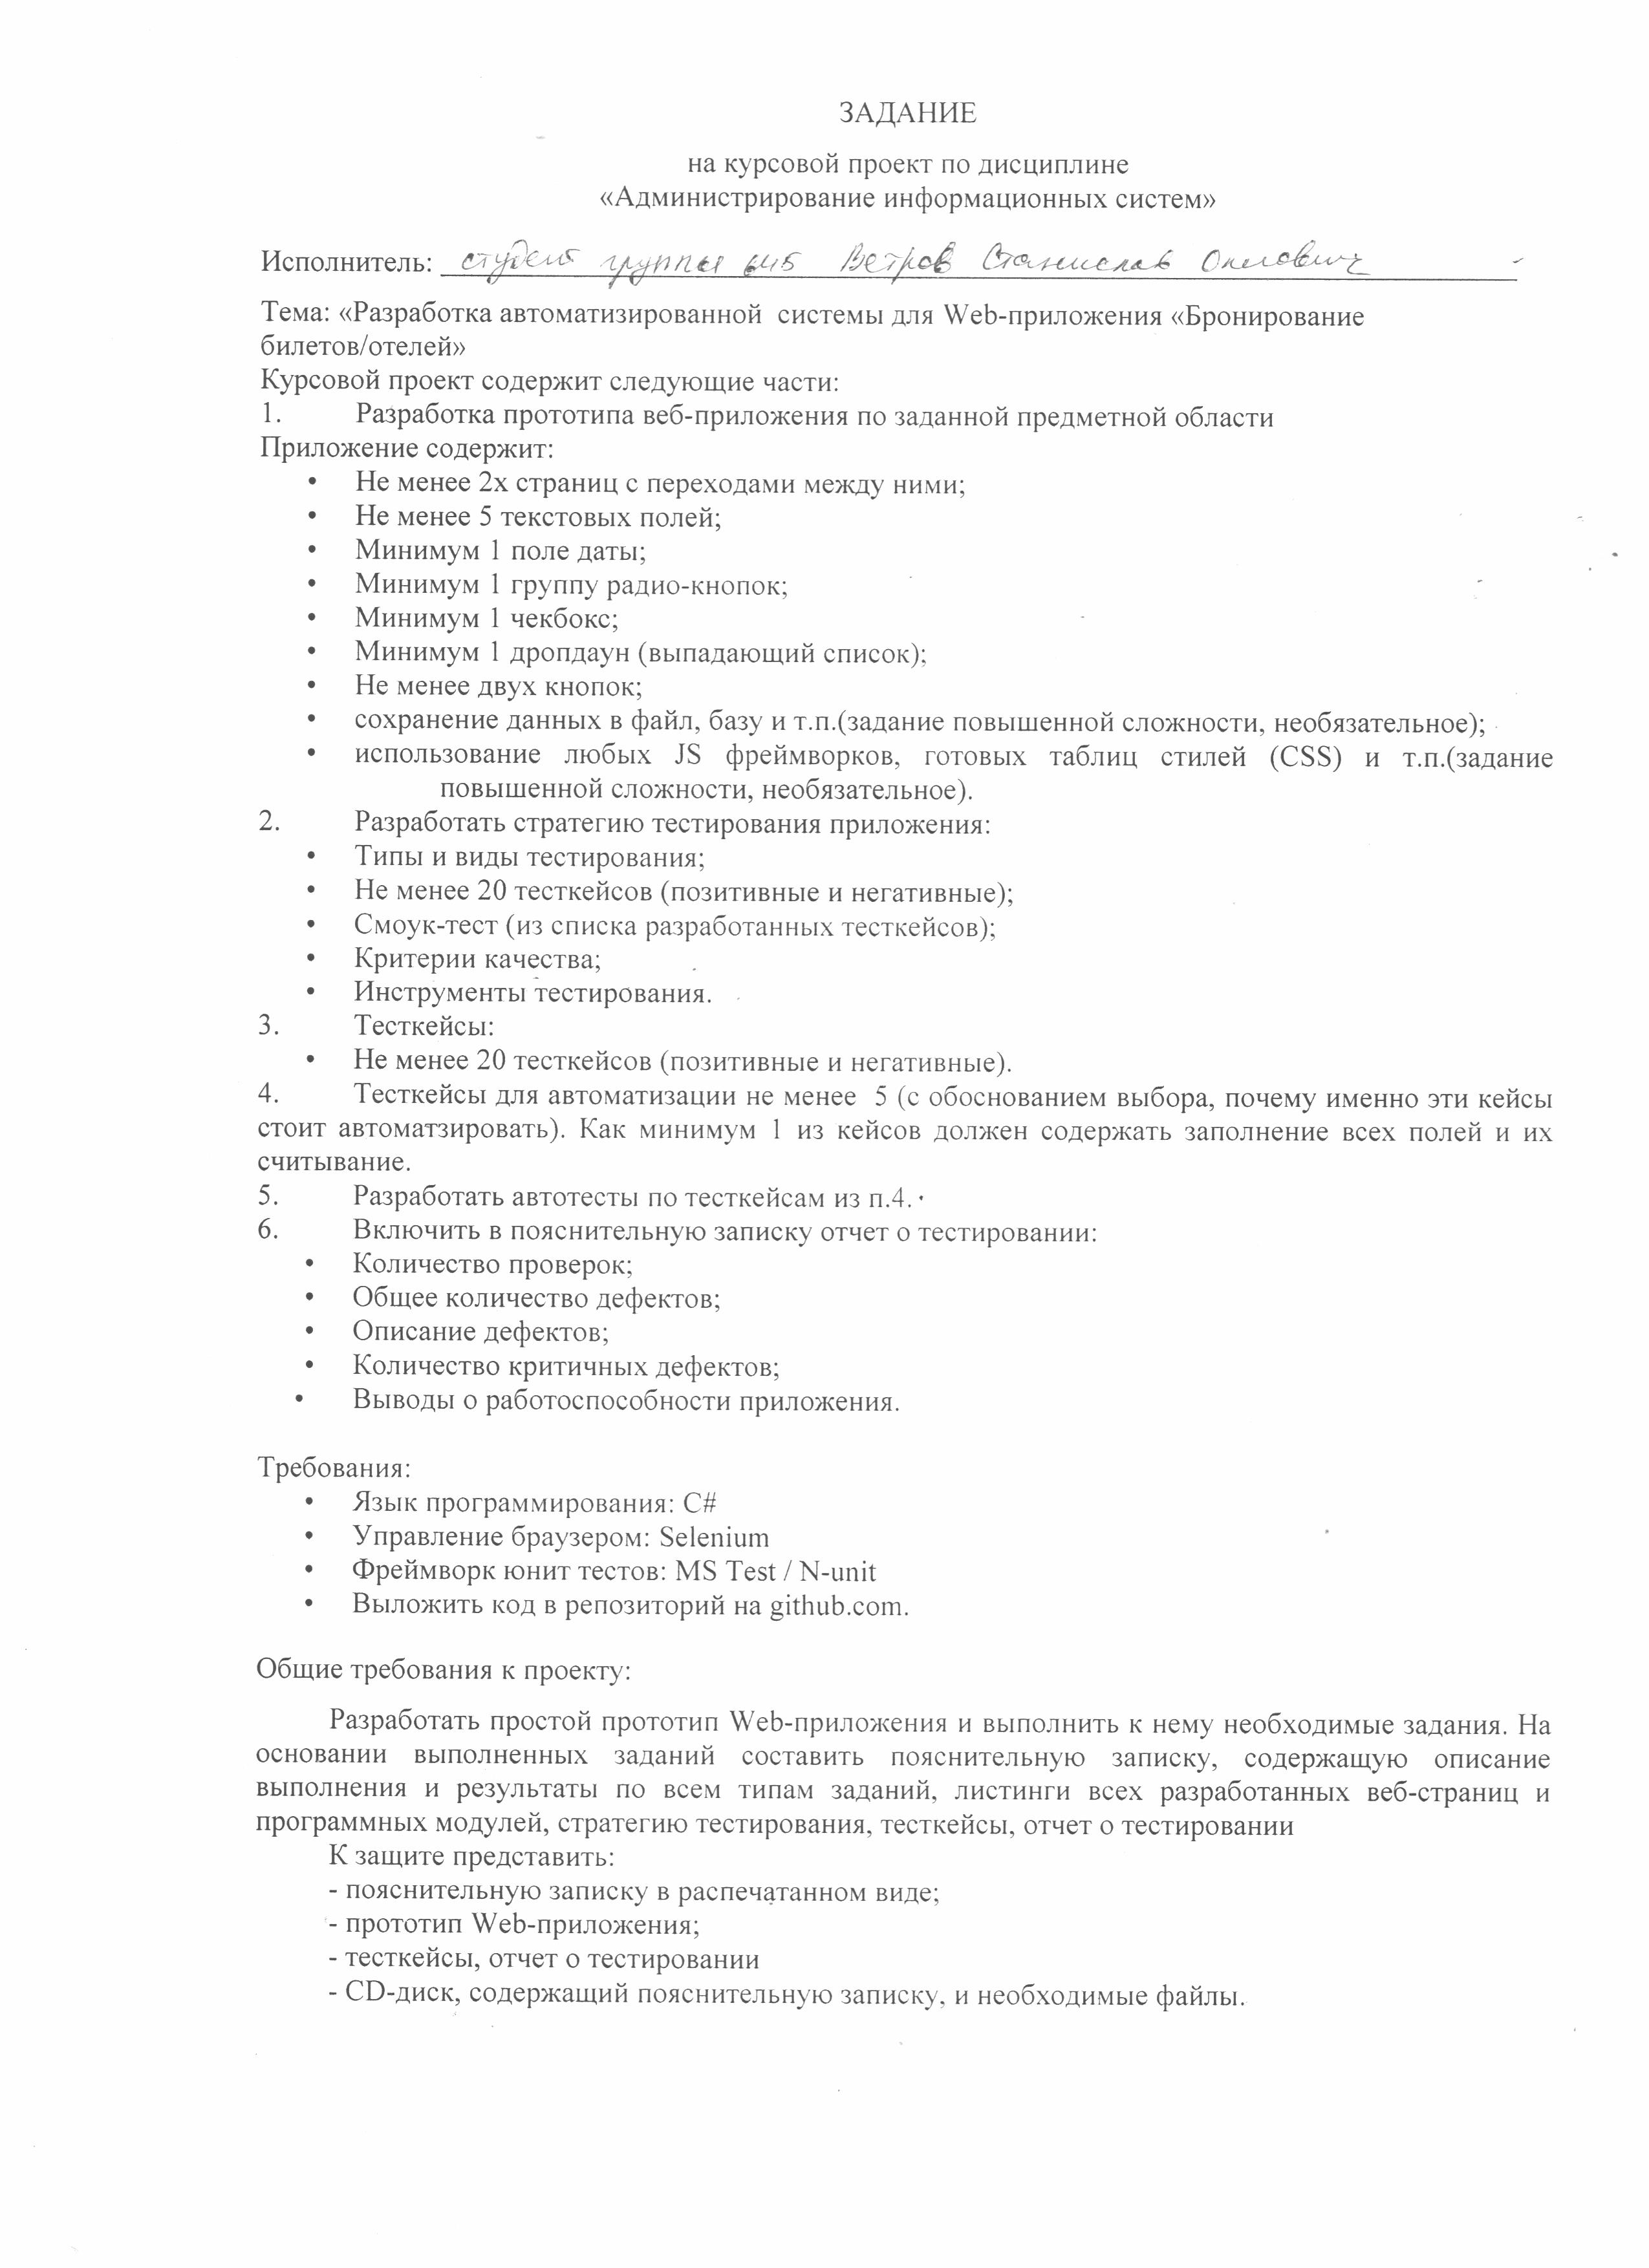 ЗАДАНИЕ
на курсовой проект по дисциплине
«Администрирование информационных систем»
Исполнитель: студент группы Ветров Станислав
Тема: «Разработка автоматизированной системы для Web-приложения «Бронирование
билетов/отелей»
Курсовой проект содержит следующие части:
1. Разработка прототипа веб-приложения по заданной предметной области
Приложение содержит:
• Не менее 2х страниц с переходами между ними;
• Не менее 5 текстовых полей;
• Минимум 1 поле даты;
• Минимум 1 группу радио-кнопок;
• Минимум 1 чекбокс;
• Минимум 1 дропдаун (выпадающий список);
• Не менее двух кнопок;
• сохранение данных в файл, базу и т.п.(задание повышенной сложности, необязательное);
• использование любых JS фреймворков, готовых таблиц стилей (CSS) и т.п.(задание
повышенной сложности, необязательное).
2. Разработать стратегию тестирования приложения:
• Типы и виды тестирования;
• Не менее 20 тесткейсов (позитивные и негативные);
• Смоук-тест (из списка разработанных тесткейсов);
• Критерии качества;
• Инструменты тестирования.
3. Тесткейсы:
• Не менее 20 тесткейсов (позитивные и негативные).
4. Тесткейсы для автоматизации не менее 5 (с обоснованием выбора, почему именно эти кейсы
стоит автоматзировать). Как минимум 1 из кейсов должен содержать заполнение всех полей и их
считывание.
5. Разработать автотесты по тесткейсам из п.4.
6. Включить в пояснительную записку отчет о тестировании:
• Количество проверок;
• Общее количество дефектов;
• Описание дефектов;
• Количество критичных дефектов;
• Выводы о работоспособности приложения.
Требования:
• Язык программирования: C#
• Управление браузером: Selenium
• Фреймворк юнит тестов: MS Test / N-unit
• Выложить код в репозиторий на github.com.
Общие требования к проекту:
Разработать простой прототип Web-приложения и выполнить к нему необходимые задания. На
основании выполненных заданий составить пояснительную записку, содержащую описание
выполнения и результаты по всем типам заданий, листинги всех разработанных веб-страниц и
программных модулей, стратегию тестирования, тесткейсы, отчет о тестировании
К защите представить:
- пояснительную записку в распечатанном виде;
- прототип Web-приложения;
- тесткейсы, отчет о тестировании
- CD-диск, содержащий пояснительную записку, и необходимые файлы.